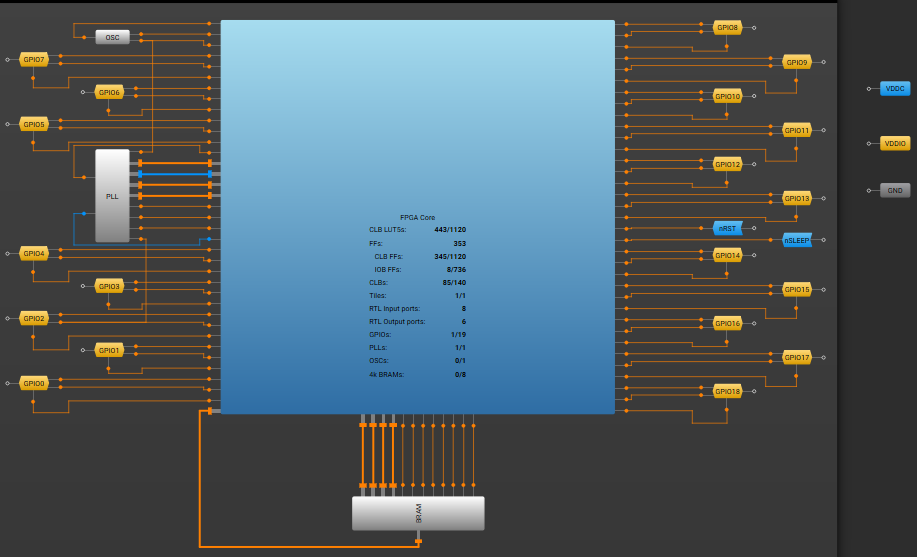 OSC
GPIO7
GPIO6
GPIO5
PLL
GPIO4
GPIO3
GPIO2
GPIO1
GPIO0
FPGA Core
CLB LUT5s: 443/1120
FFs: 353
CLB FFs: 345/1120
IOB FFs: 8/736
CLBs: 85/140
Tiles: 1/1
RTL Input ports: 8
RTL Output ports: 6
GPIOs: 1/19
PLLs: 1/1
OSCs: 0/1
4k BRAMs: 0/8
BRAM
GPIO8
GPIO9
GPIO10
GPIO11
GPIO12
GPIO13
nRST
nSLEEP
GPIO14
GPIO15
GPIO16
GPIO17
GPIO18
VDDC
VDDIO
GND